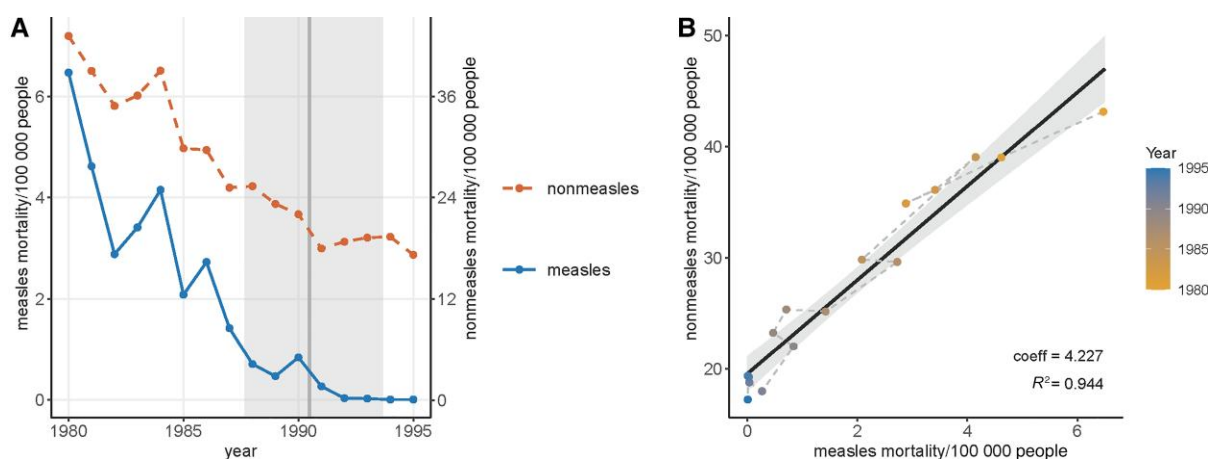 A
measles mortality/100 000 people
6
4
2
0
36
24
12
0
nonmeasles mortality/100 000 people
1980
1985
1990
1995
year
nonmeasles
measles
B
nonmeasles mortality/100 000 people
50
40
30
20
0
2
4
6
measles mortality/100 000 people
coeff = 4.227
R² = 0.944
Year
1995
1990
1985
1980